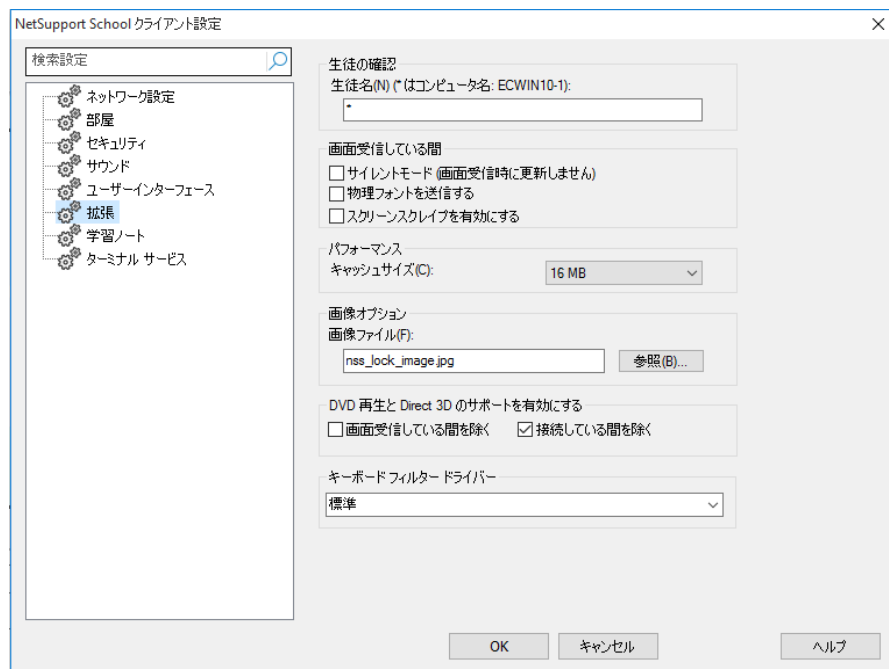 NetSupport School クライアント設定
検索設定
ネットワーク設定
部屋
セキュリティ
サウンド
ユーザーインターフェース
拡張
学習ノート
ターミナル サービス
生徒の確認
生徒名(N) (* はコンピュータ名: ECWIN10-1):
*
画面受信している間
サイレントモード (画面受信時に更新しません)
物理フォントを送信する
スクリーンスクレイプを有効にする
パフォーマンス
キャッシュサイズ(C):
16 MB
画像オプション
画像ファイル(F):
nss_lock_image.jpg
参照(B)...
DVD 再生と Direct 3D のサポートを有効にする
画面受信している間を除く
接続している間を除く
キーボード フィルター ドライバー
標準
OK
キャンセル
ヘルプ